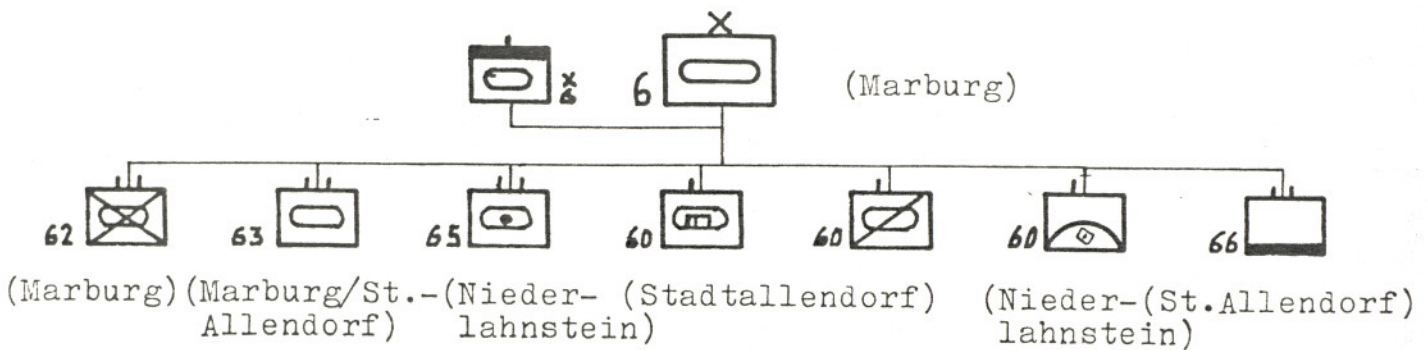 x
6
6
(Marburg)
62
63
65
60
60
60
66
(Marburg) (Marburg/St.- (Nieder- (Stadtallendorf) (Nieder- (St.Allendorf)
Allendorf) lahnstein) lahnstein)